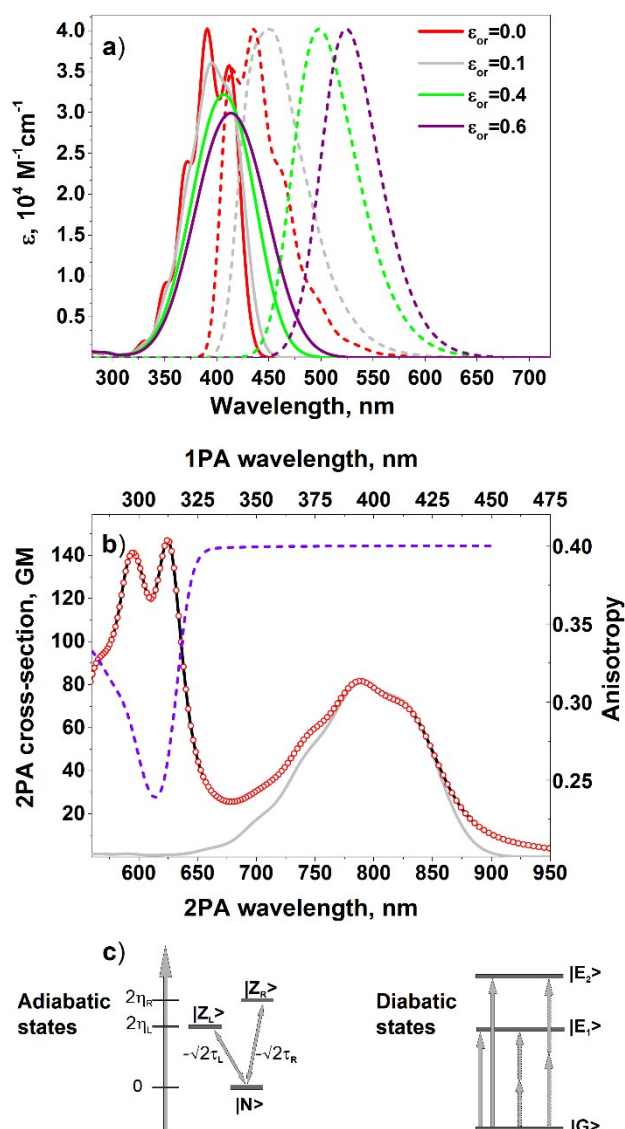 a)
4.0
3.5
3.0
2.5
2.0
1.5
1.0
0.5
ε, 10⁴ M⁻¹cm⁻¹
ε_or=0.0
ε_or=0.1
ε_or=0.4
ε_or=0.6
300 350 400 450 500 550 600 650 700
Wavelength, nm
1PA wavelength, nm
300 325 350 375 400 425 450 475
b)
140
120
100
80
60
40
20
2PA cross-section, GM
0.40
0.35
0.30
0.25
Anisotropy
600 650 700 750 800 850 900 950
2PA wavelength, nm
c)
Adiabatic
states
2η_R
2η_L
0
|Z_L>
|Z_R>
-√2τ_L
-√2τ_R
|N>
Diabatic
states
|E₂>
|E₁>
|G>